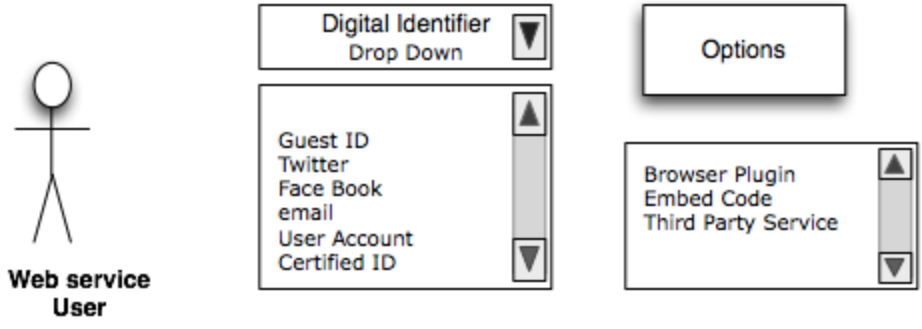 Digital Identifier
Drop Down
Options
Guest ID
Twitter
Face Book
email
User Account
Certified ID
Browser Plugin
Embed Code
Third Party Service
Web service
User